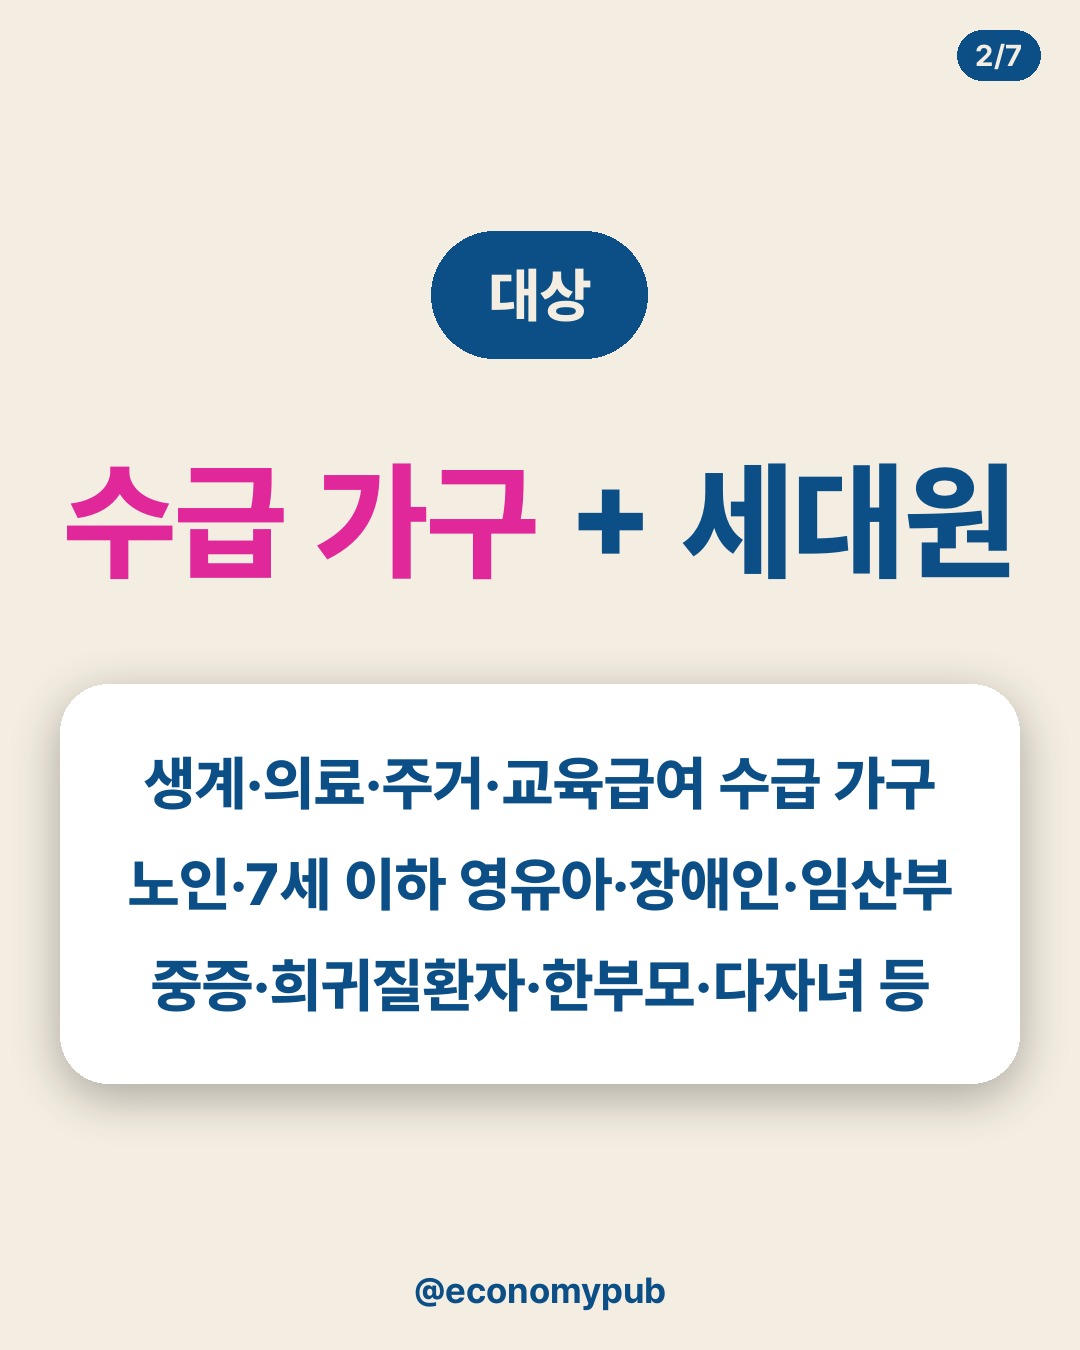 2/7
대상
수급 가구 + 세대원
생계·의료·주거·교육급여 수급 가구
노인·7세 이하 영유아·장애인·임산부
중증·희귀질환자·한부모·다자녀 등
@economypub